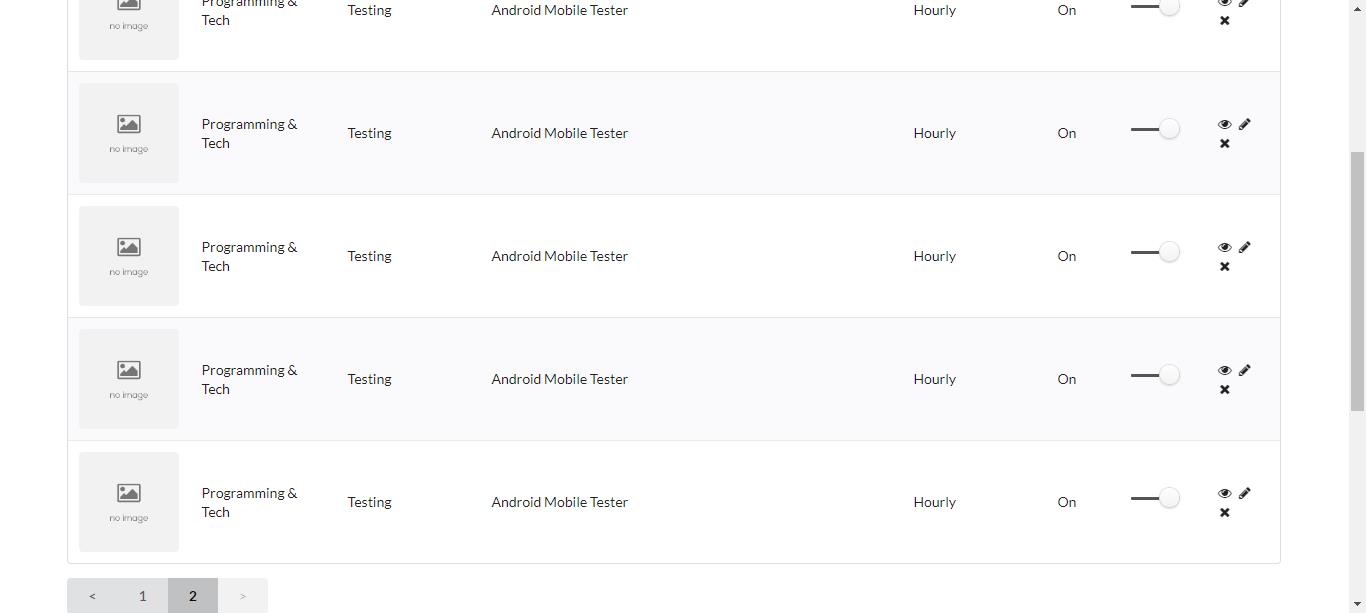 Programming &
Tech
Testing
Android Mobile Tester
Hourly
On
no image
Programming &
Tech
Testing
Android Mobile Tester
Hourly
On
no image
Programming &
Tech
Testing
Android Mobile Tester
Hourly
On
no image
Programming &
Tech
Testing
Android Mobile Tester
Hourly
On
no image
Programming &
Tech
Testing
Android Mobile Tester
Hourly
On
no image
< 1 2 >